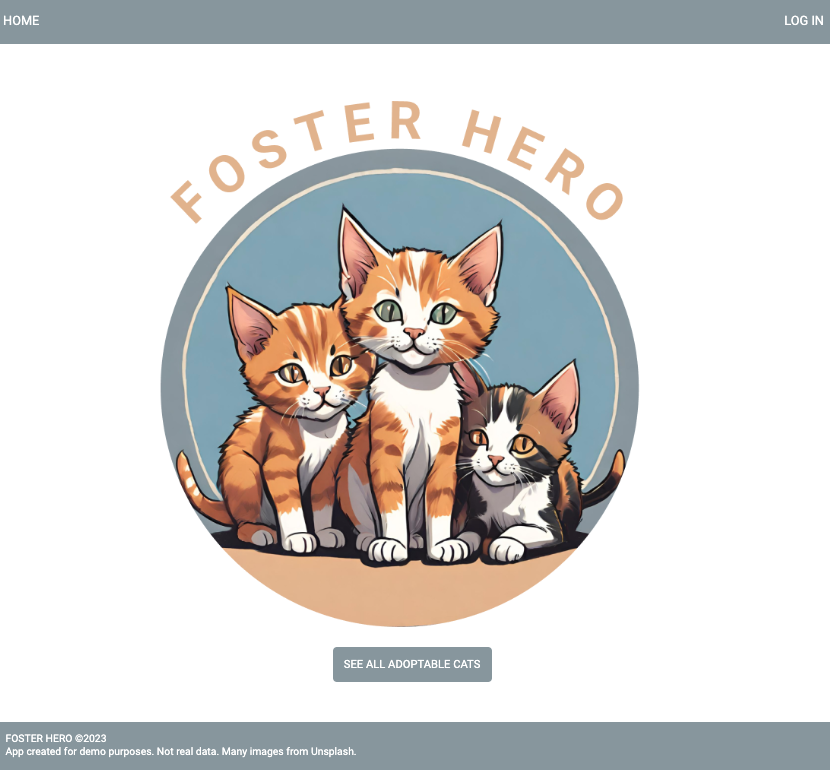 HOME
LOG IN
FOSTER HERO
SEE ALL ADOPTABLE CATS
FOSTER HERO ©2023
App created for demo purposes. Not real data. Many images from Unsplash.